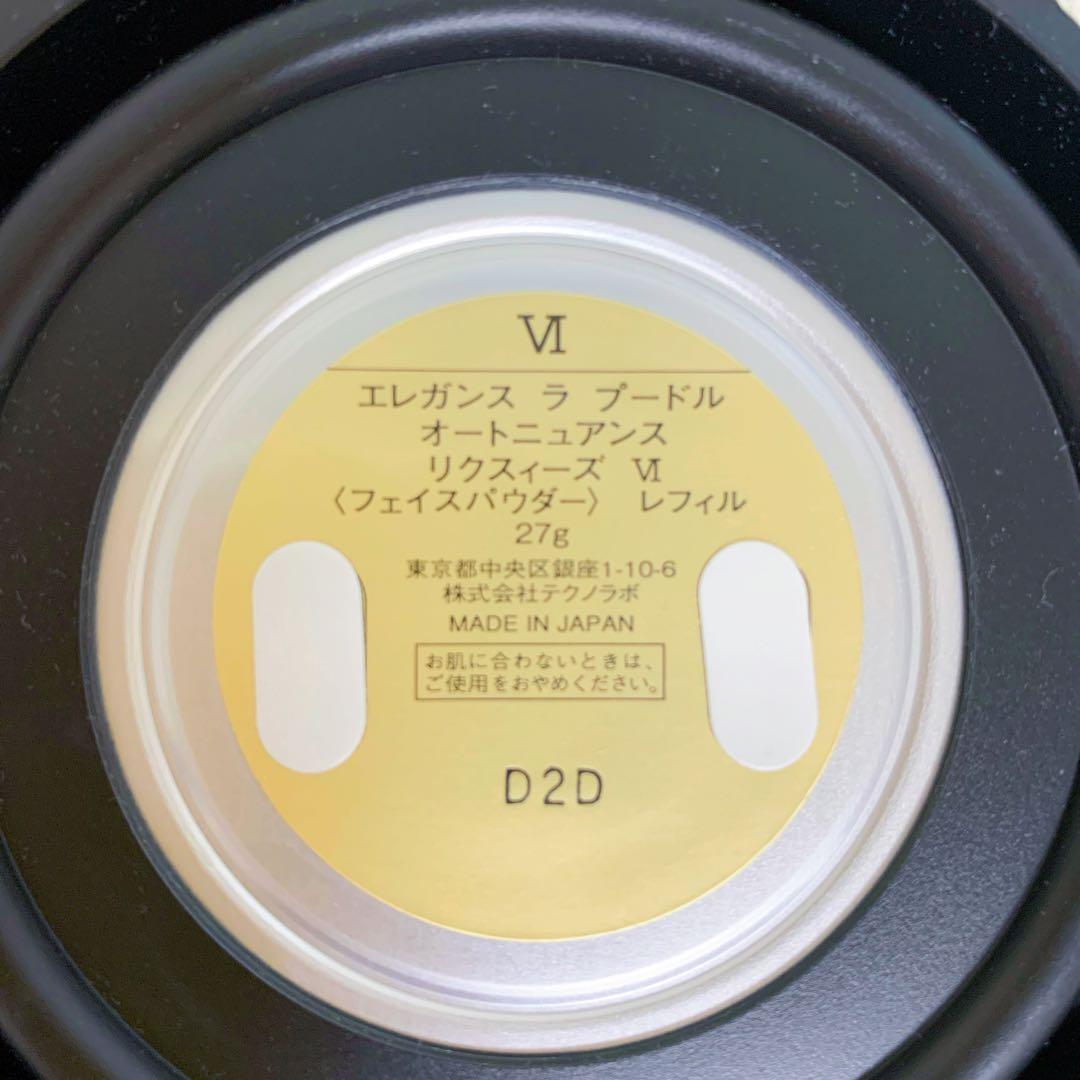 Ⅵ
エレガンス ラ プードル
オートニュアンス
リクスィーズ Ⅵ
〈フェイスパウダー〉 レフィル
27g
東京都中央区銀座1-10-6
株式会社テクノラボ
MADE IN JAPAN
お肌に合わないときは、
ご使用をおやめください。
D2D